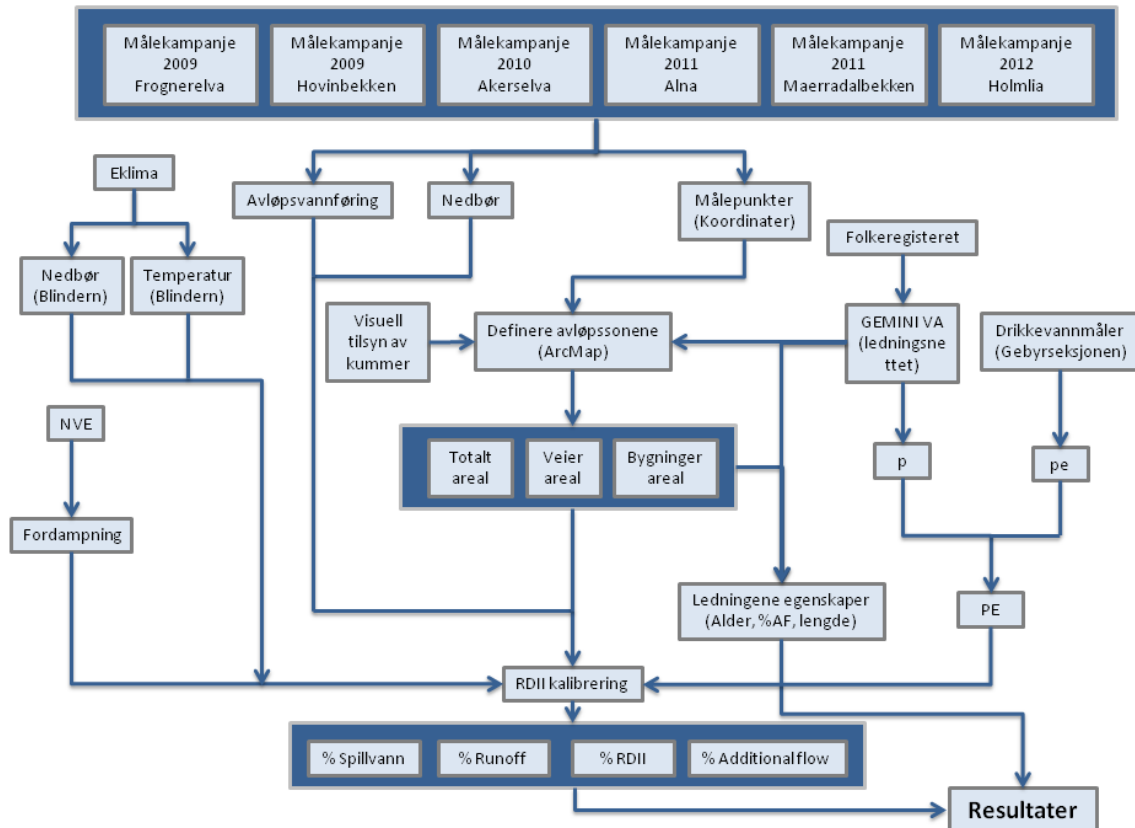 Målekampanje
2009
Frognerelva
Målekampanje
2009
Hovinbekken
Målekampanje
2010
Akerselva
Målekampanje
2011
Alna
Målekampanje
2011
Maerradalbekken
Målekampanje
2012
Holmlia
Eklima
Avløpsvannføring
Nedbør
Målepunkter
(Koordinater)
Folkeregisteret
Nedbør
(Blindern)
Temperatur
(Blindern)
Visuell
tilsyn av
kummer
Definere avløpssonene
(ArcMap)
GEMINI VA
(ledningsne
ttet)
Drikkevannmåler
(Gebyrseksjonen)
NVE
Totalt
areal
Veier
areal
Bygninger
areal
p
pe
Fordampning
Ledningene egenskaper
(Alder, %AF, lengde)
PE
RDII kalibrering
% Spillvann
% Runoff
% RDII
% Additionalflow
Resultater